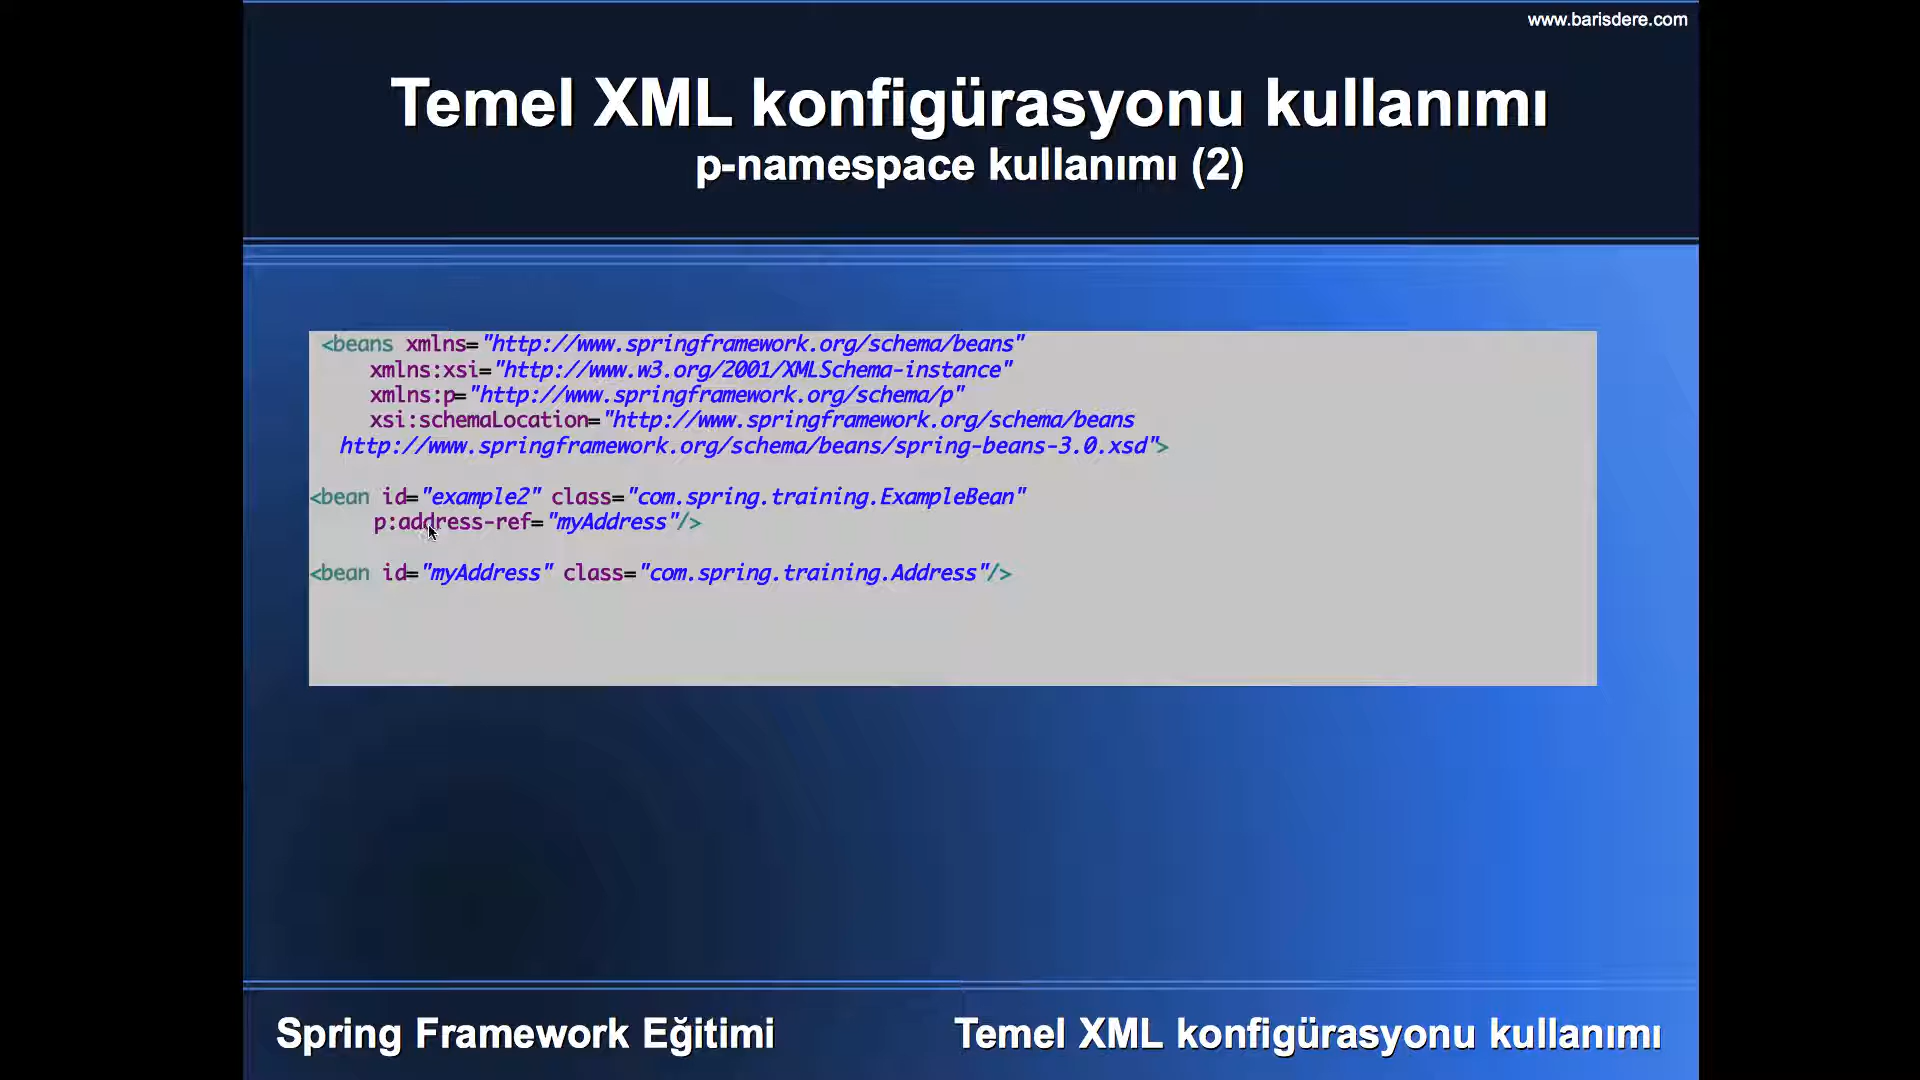 www.barisdere.com
Temel XML konfigürasyonu kullanımı
p-namespace kullanımı (2)
<beans xmlns="http://www.springframework.org/schema/beans"
xmlns:xsi="http://www.w3.org/2001/XMLSchema-instance"
xmlns:p="http://www.springframework.org/schema/p"
xsi:schemaLocation="http://www.springframework.org/schema/beans
http://www.springframework.org/schema/beans/spring-beans-3.0.xsd">
<bean id="example2" class="com.spring.training.ExampleBean"
p:address-ref="myAddress"/>
<bean id="myAddress" class="com.spring.training.Address"/>
Spring Framework Eğitimi
Temel XML konfigürasyonu kullanımı